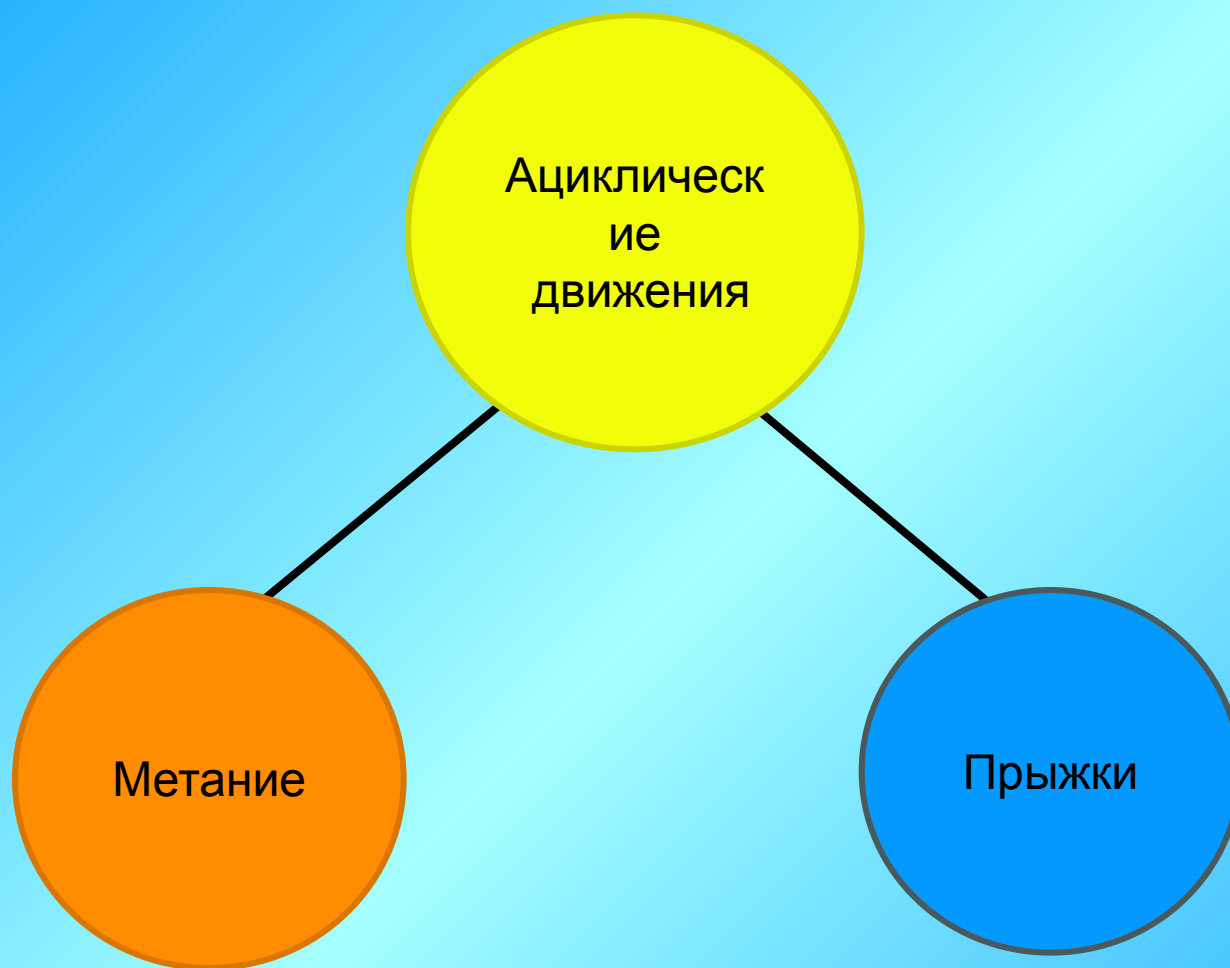 Ациклическ
ие
движения
Метание
Прыжки